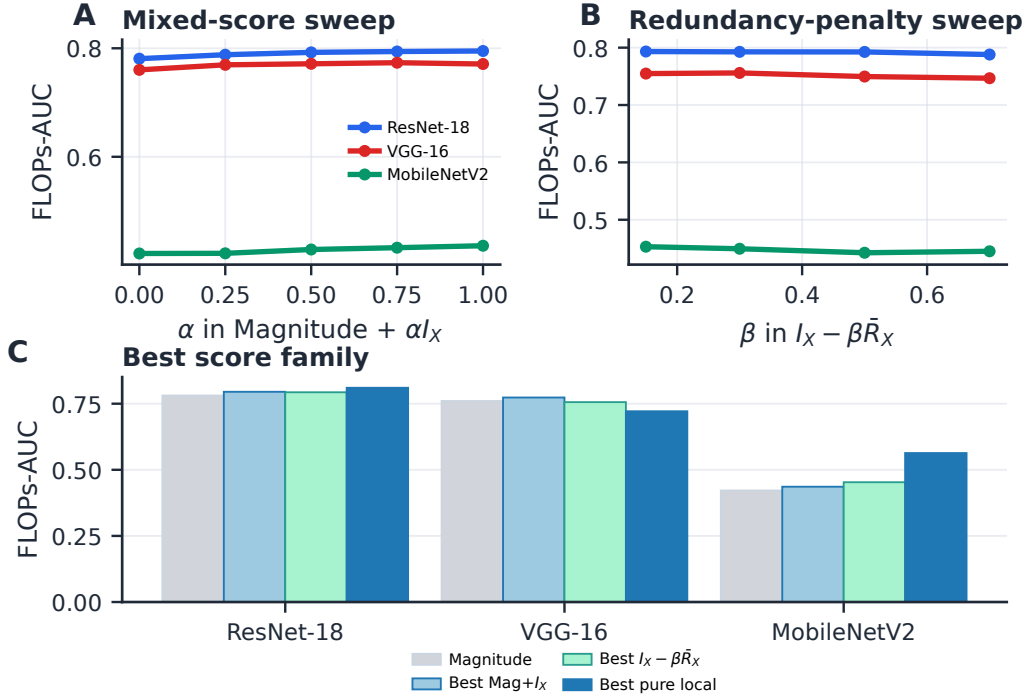 A Mixed-score sweep
FLOPs-AUC
0.8
0.6
ResNet-18
VGG-16
MobileNetV2
0.00 0.25 0.50 0.75 1.00
α in Magnitude + αI_X
B Redundancy-penalty sweep
FLOPs-AUC
0.8
0.7
0.6
0.5
0.2 0.4 0.6
β in I_X − βR̄_X
C Best score family
FLOPs-AUC
0.75
0.50
0.25
0.00
ResNet-18 VGG-16 MobileNetV2
Magnitude
Best Mag+I_X
Best I_X − βR̄_X
Best pure local